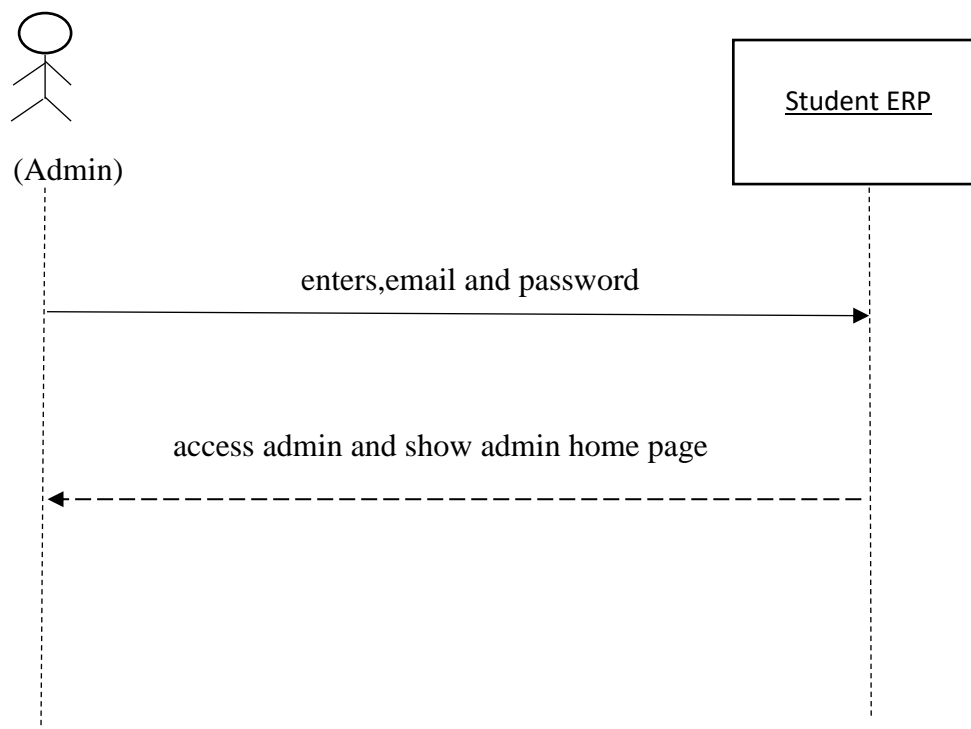 Student ERP
(Admin)
enters,email and password
access admin and show admin home page